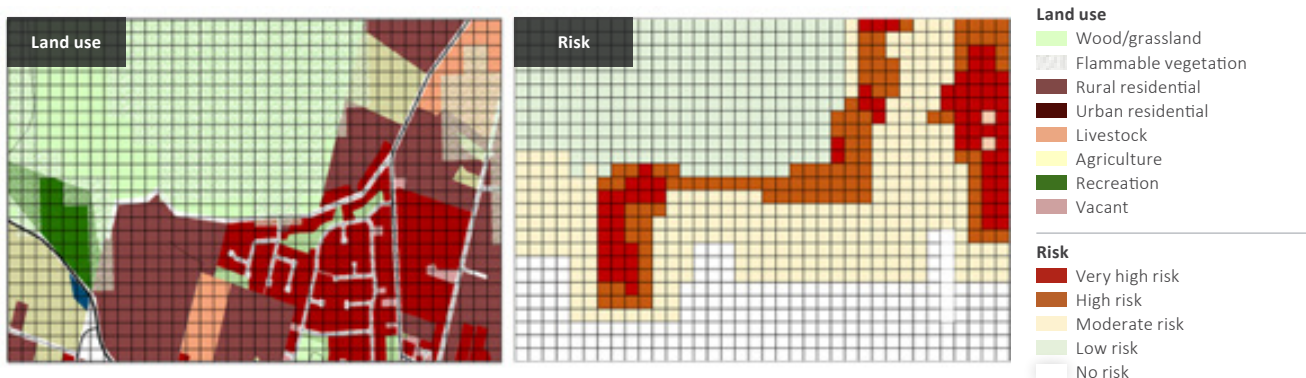 Land use
Risk
Land use
Wood/grassland
Flammable vegetation
Rural residential
Urban residential
Livestock
Agriculture
Recreation
Vacant
Risk
Very high risk
High risk
Moderate risk
Low risk
No risk